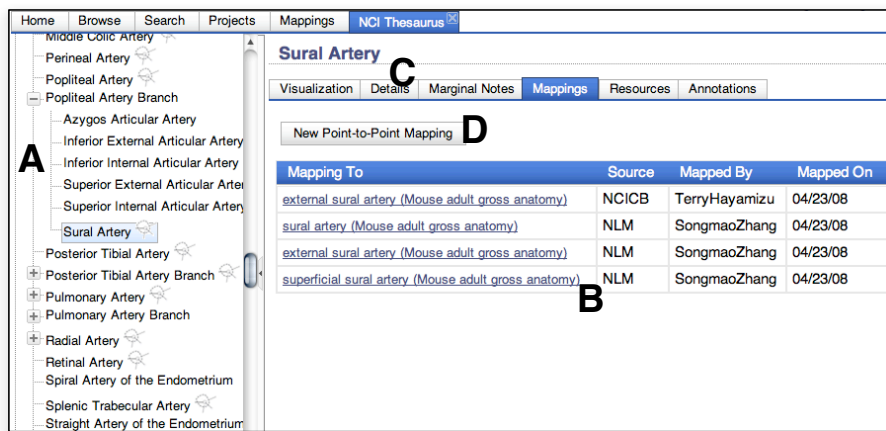 Home Browse Search Projects Mappings NCI Thesaurus
Middle Colic Artery
Perineal Artery
Popliteal Artery
Popliteal Artery Branch
Azygos Articular Artery
Inferior External Articular Artery
Inferior Internal Articular Artery
Superior External Articular Arter
Superior Internal Articular Artery
Sural Artery
Posterior Tibial Artery
Posterior Tibial Artery Branch
Pulmonary Artery
Pulmonary Artery Branch
Radial Artery
Retinal Artery
Spiral Artery of the Endometrium
Splenic Trabecular Artery
Straight Artery of the Endometrium
A
Sural Artery
C
Visualization Details Marginal Notes Mappings Resources Annotations
New Point-to-Point Mapping D
Mapping To Source Mapped By Mapped On
external sural artery (Mouse adult gross anatomy) NCICB TerryHayamizu 04/23/08
sural artery (Mouse adult gross anatomy) NLM SongmaoZhang 04/23/08
external sural artery (Mouse adult gross anatomy) NLM SongmaoZhang 04/23/08
superficial sural artery (Mouse adult gross anatomy) NLM SongmaoZhang 04/23/08
B